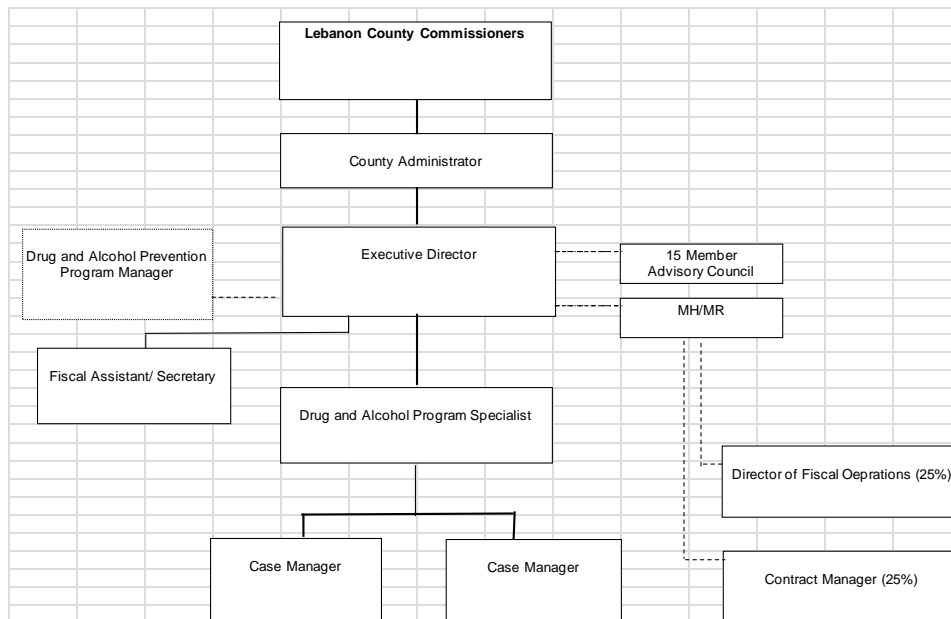 Lebanon County Commissioners
County Administrator
Executive Director
Drug and Alcohol Prevention
Program Manager
15 Member
Advisory Council
MH/MR
Fiscal Assistant/ Secretary
Drug and Alcohol Program Specialist
Director of Fiscal Oeprations (25%)
Case Manager
Case Manager
Contract Manager (25%)